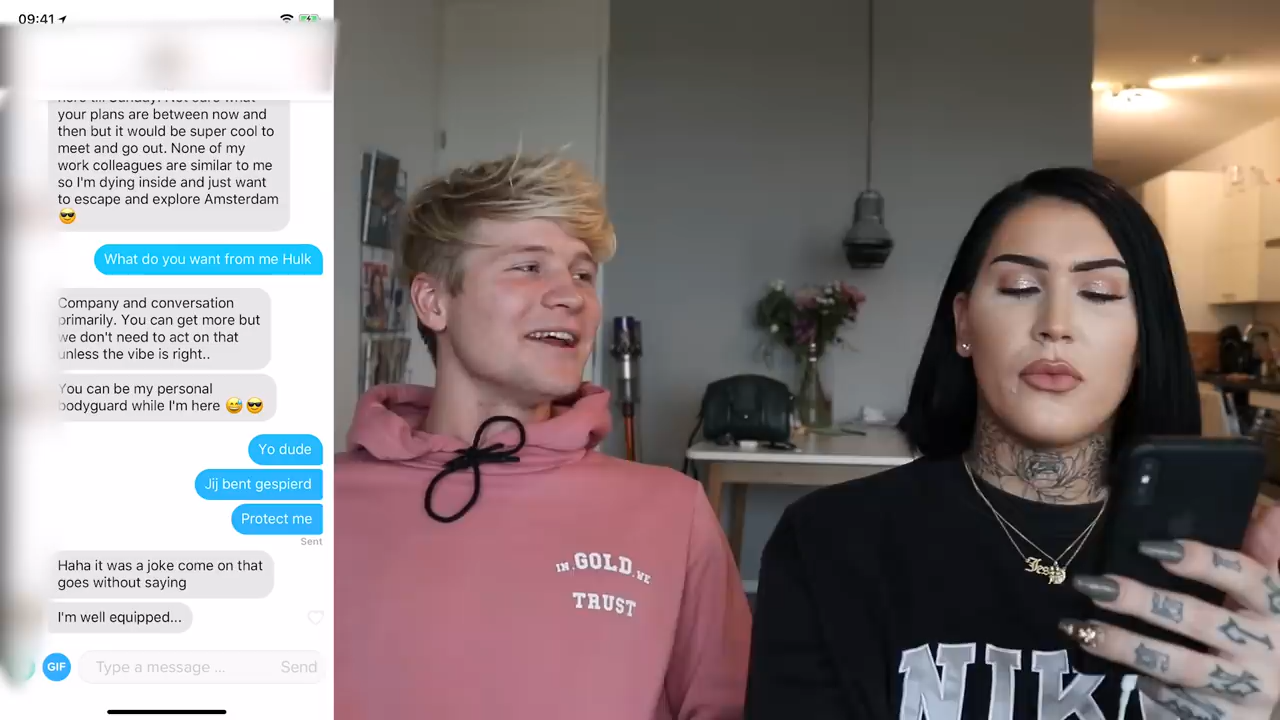 09:41
here till Sunday. Not sure what
your plans are between now and
then but it would be super cool to
meet and go out. None of my
work colleagues are similar to me
so I'm dying inside and just want
to escape and explore Amsterdam
😎
What do you want from me Hulk
Company and conversation
primarily. You can get more but
we don't need to act on that
unless the vibe is right..
You can be my personal
bodyguard while I'm here 😅😎
Yo dude
Jij bent gespierd
Protect me
Sent
Haha it was a joke come on that
goes without saying
I'm well equipped...
GIF
Type a message ...
Send
IN GOLD WE
TRUST
NIK